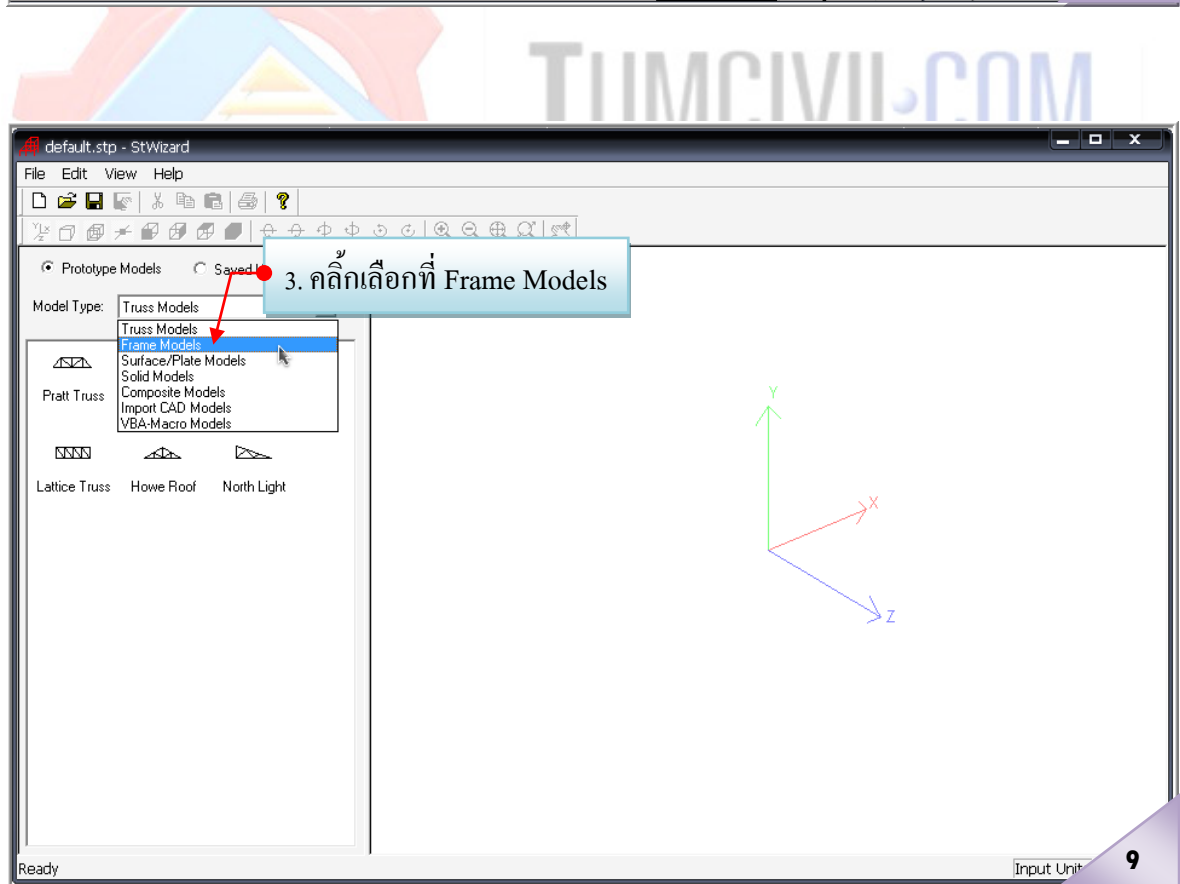 TUMCIVIL.COM
default.stp - StWizard
File Edit View Help
Prototype Models
3. คลิ้กเลือกที่ Frame Models
Model Type: Truss Models
Truss Models
Frame Models
Surface/Plate Models
Solid Models
Composite Models
Import CAD Models
VBA-Macro Models
Pratt Truss
Lattice Truss Howe Roof North Light
Y
X
Z
Ready
Input Unit
9